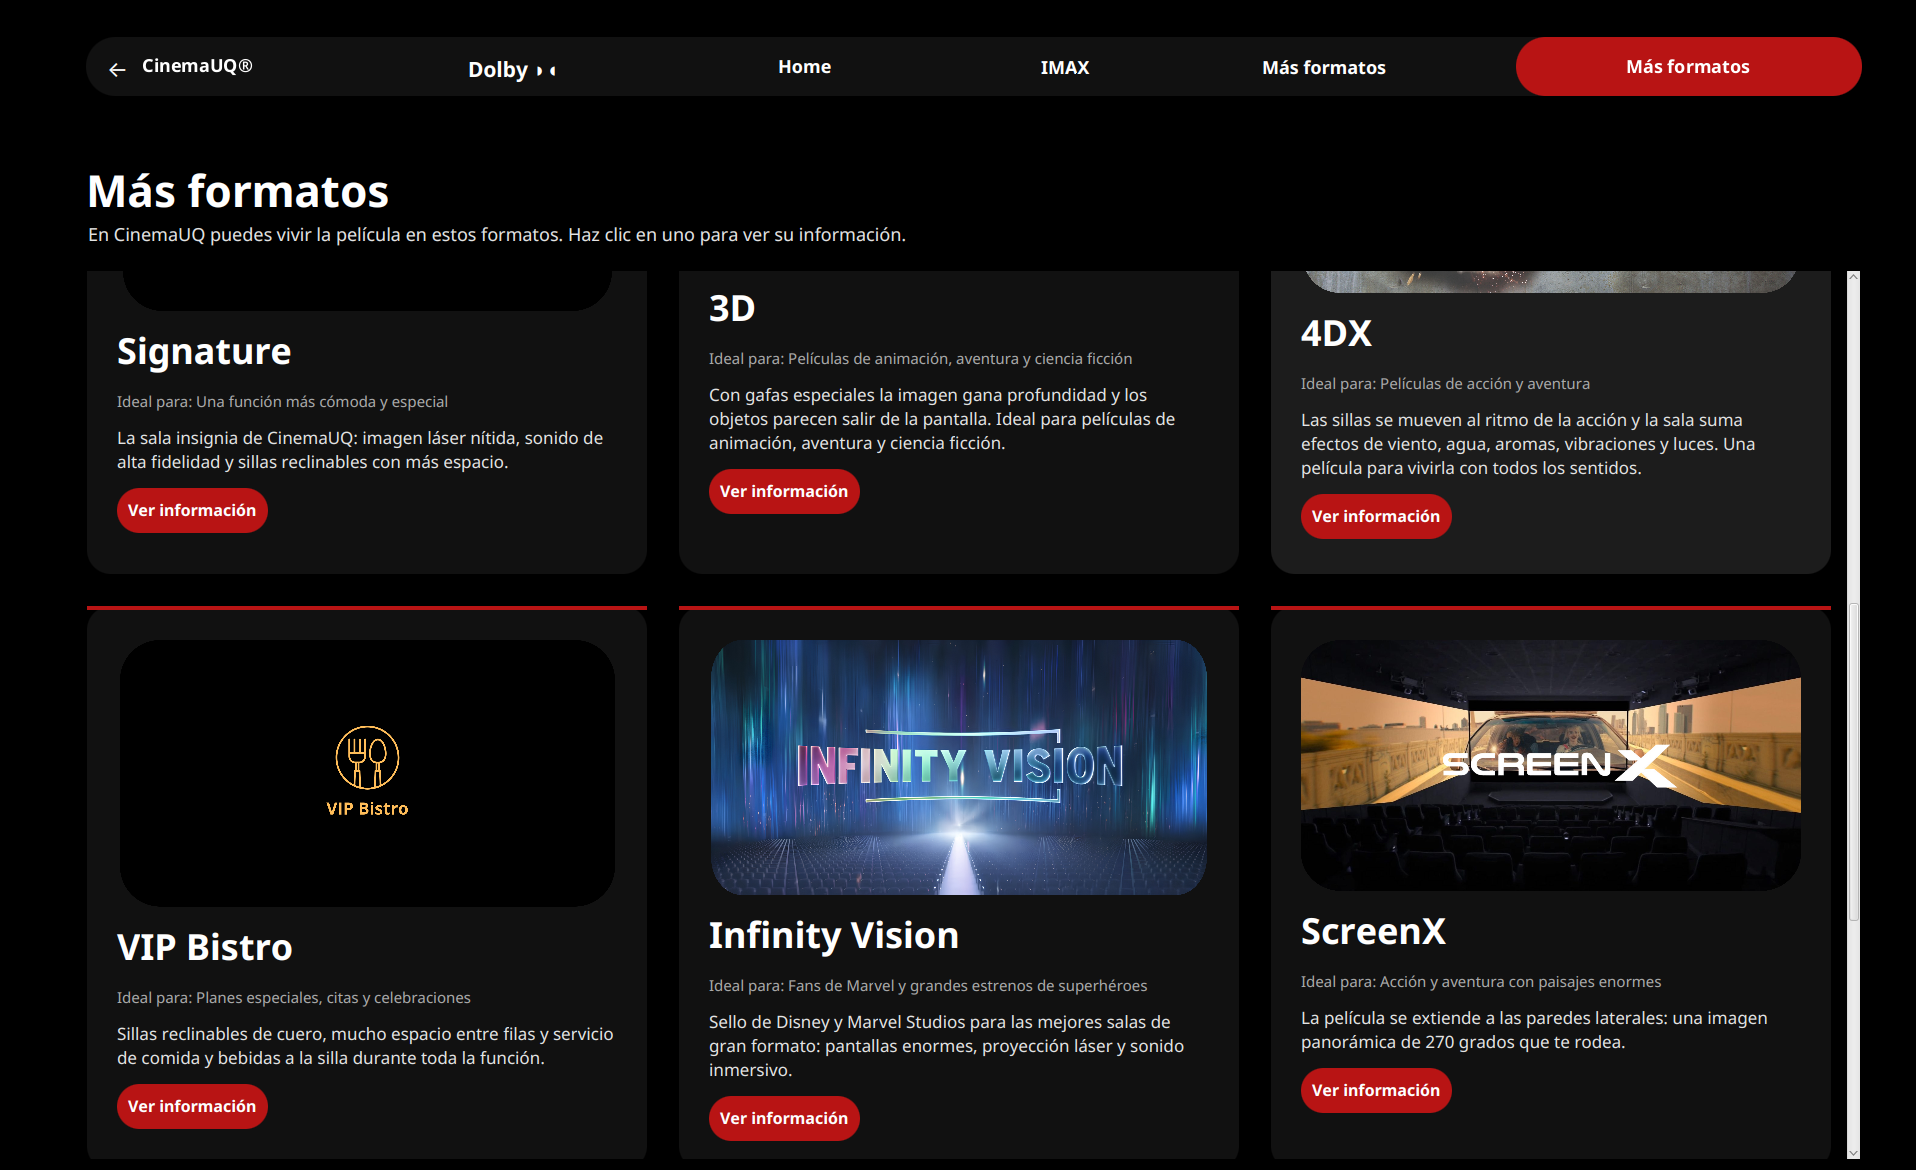 ← CinemaUQ®
Dolby
Home
IMAX
Más formatos
Más formatos
Más formatos
En CinemaUQ puedes vivir la película en estos formatos. Haz clic en uno para ver su información.
Signature
Ideal para: Una función más cómoda y especial
La sala insignia de CinemaUQ: imagen láser nítida, sonido de
alta fidelidad y sillas reclinables con más espacio.
Ver información
3D
Ideal para: Películas de animación, aventura y ciencia ficción
Con gafas especiales la imagen gana profundidad y los
objetos parecen salir de la pantalla. Ideal para películas de
animación, aventura y ciencia ficción.
Ver información
4DX
Ideal para: Películas de acción y aventura
Las sillas se mueven al ritmo de la acción y la sala suma
efectos de viento, agua, aromas, vibraciones y luces. Una
película para vivirla con todos los sentidos.
Ver información
VIP Bistro
VIP Bistro
Ideal para: Planes especiales, citas y celebraciones
Sillas reclinables de cuero, mucho espacio entre filas y servicio
de comida y bebidas a la silla durante toda la función.
Ver información
INFINITY VISION
Infinity Vision
Ideal para: Fans de Marvel y grandes estrenos de superhéroes
Sello de Disney y Marvel Studios para las mejores salas de
gran formato: pantallas enormes, proyección láser y sonido
inmersivo.
Ver información
SCREENX
ScreenX
Ideal para: Acción y aventura con paisajes enormes
La película se extiende a las paredes laterales: una imagen
panorámica de 270 grados que te rodea.
Ver información